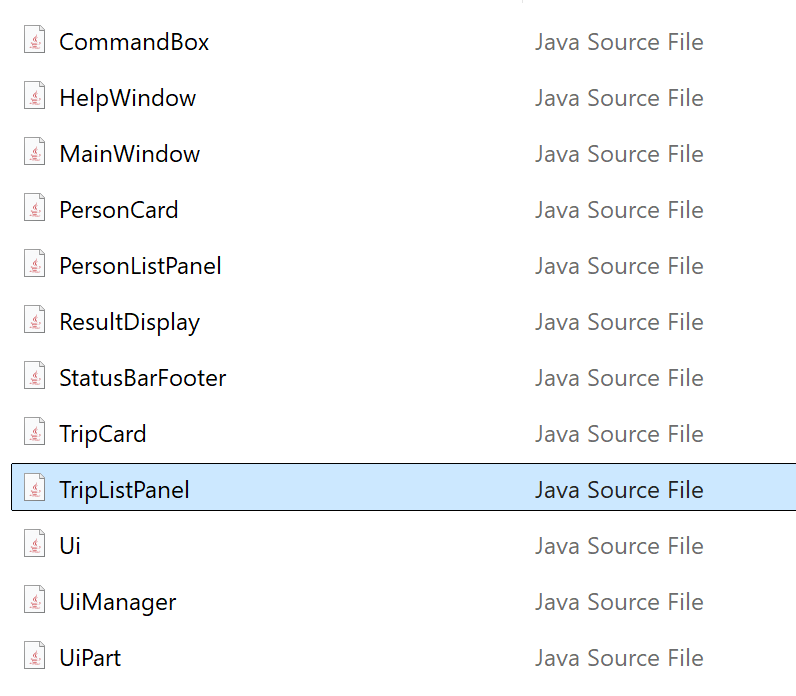 CommandBox Java Source File
HelpWindow Java Source File
MainWindow Java Source File
PersonCard Java Source File
PersonListPanel Java Source File
ResultDisplay Java Source File
StatusBarFooter Java Source File
TripCard Java Source File
TripListPanel Java Source File
Ui Java Source File
UiManager Java Source File
UiPart Java Source File